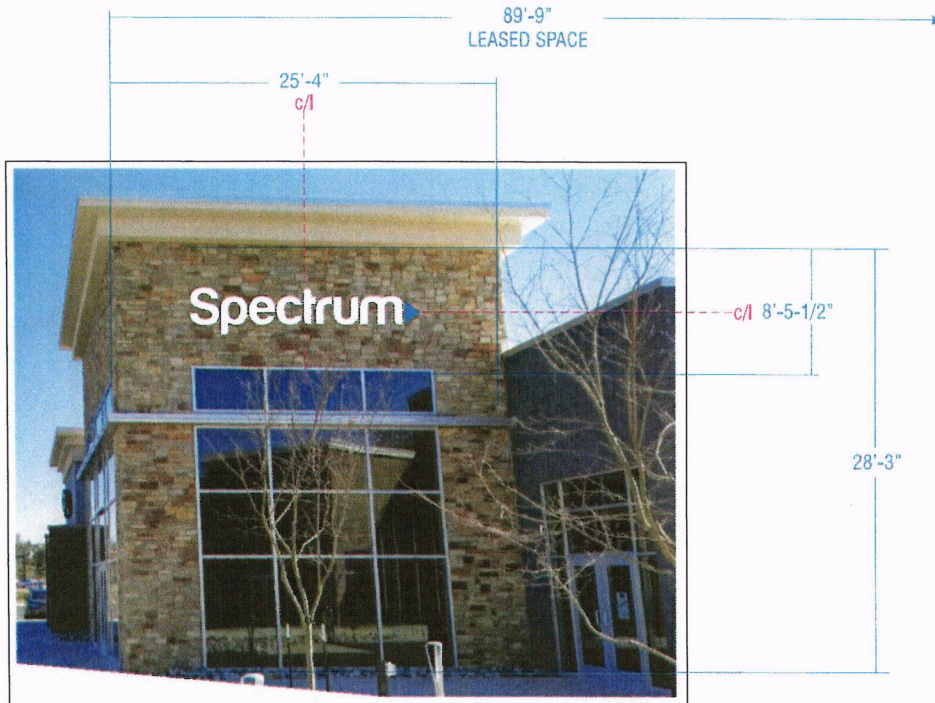 89'-9"
LEASED SPACE
25'-4"
c/l
Spectrum
c/l 8'-5-1/2"
28'-3"